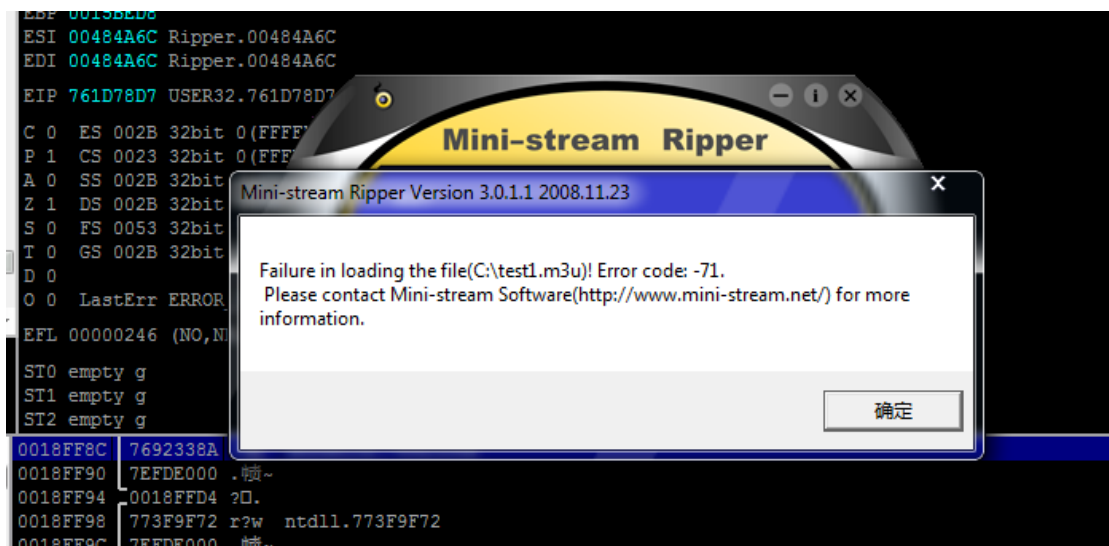 ESI 00484A6C Ripper.00484A6C
EDI 00484A6C Ripper.00484A6C
EIP 761D78D7 USER32.761D78D7
C 0 ES 002B 32bit 0(FFFF
P 1 CS 0023 32bit 0(FFF
A 0 SS 002B 32bit
Z 1 DS 002B 32bit
S 0 FS 0053 32bit
T 0 GS 002B 32bit
D 0
O 0 LastErr ERROR
EFL 00000246 (NO,N
ST0 empty g
ST1 empty g
ST2 empty g
Mini-stream Ripper
Mini-stream Ripper Version 3.0.1.1 2008.11.23
Failure in loading the file(C:\test1.m3u)! Error code: -71.
Please contact Mini-stream Software(http://www.mini-stream.net/) for more
information.
确定
0018FF8C 7692338A
0018FF90 7EFDE000
0018FF94 0018FFD4 ?□.
0018FF98 773F9F72 r?w ntdll.773F9F72
0018FF9C 7EFDE000